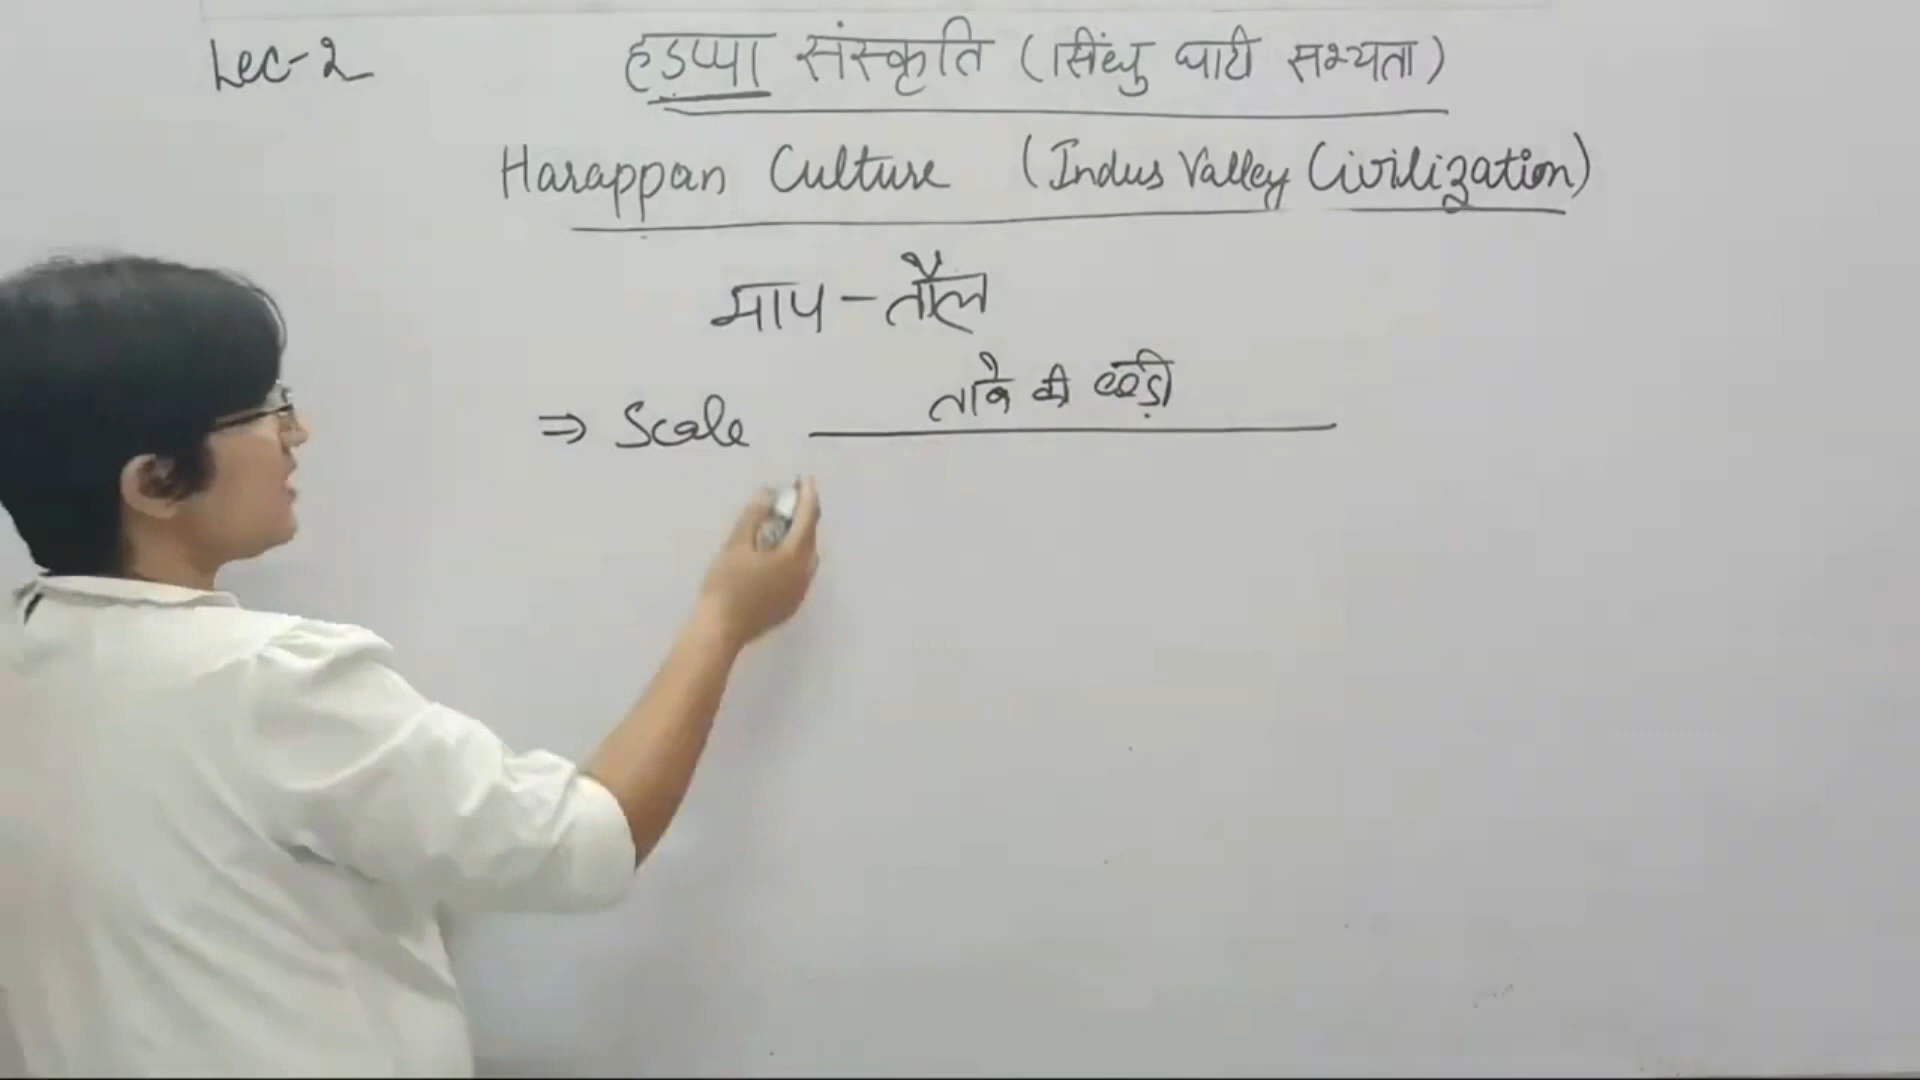 Lec-2
हड़प्पा संस्कृति (सिंधु घाटी सभ्यता)
Harappan Culture (Indus Valley Civilization)
माप-तौल
तांबे की छड़ी
⇒ Scale